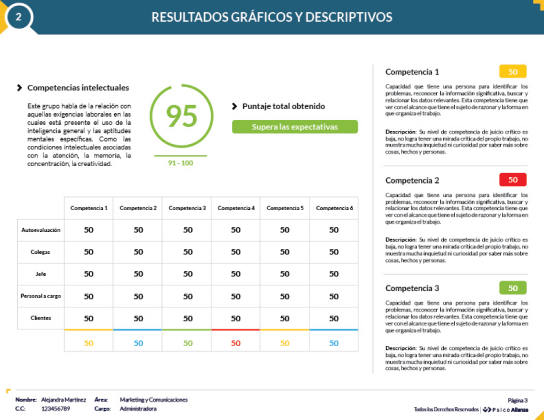 2
RESULTADOS GRÁFICOS Y DESCRIPTIVOS
Competencias intelectuales
Este grupo habla de la relación con
aquellas exigencias laborales en las
cuales está presente el uso de la
inteligencia general y las aptitudes
mentales específicas. Como las
condiciones intelectuales asociadas
con la atención, la memoria, la
concentración, la creatividad.
95
91 - 100
Puntaje total obtenido
Supera las expectativas
Competencia 1 Competencia 2 Competencia 3 Competencia 4 Competencia 5 Competencia 6
Autoevaluación 50 50 50 50 50 50
Colegas 50 50 50 50 50 50
Jefe 50 50 50 50 50 50
Personal a cargo 50 50 50 50 50 50
Clientes 50 50 50 50 50 50
50 50 50 50 50 50
Competencia 1 50
Capacidad que tiene una persona para identificar los
problemas, reconocer la información significativa, buscar y
relacionar los datos relevantes. Esta competencia tiene que
ver con el alcance que tiene el sujeto de razonar y la forma en
que organiza el trabajo.
Descripción: Su nivel de competencia de juicio crítico es
baja, no logra tener una mirada crítica del propio trabajo, no
muestra mucha inquietud ni curiosidad por saber más sobre
cosas, hechos y personas.
Competencia 2 50
Capacidad que tiene una persona para identificar los
problemas, reconocer la información significativa, buscar y
relacionar los datos relevantes. Esta competencia tiene que
ver con el alcance que tiene el sujeto de razonar y la forma en
que organiza el trabajo.
Descripción: Su nivel de competencia de juicio crítico es
baja, no logra tener una mirada crítica del propio trabajo, no
muestra mucha inquietud ni curiosidad por saber más sobre
cosas, hechos y personas.
Competencia 3 50
Capacidad que tiene una persona para identificar los
problemas, reconocer la información significativa, buscar y
relacionar los datos relevantes. Esta competencia tiene que
ver con el alcance que tiene el sujeto de razonar y la forma en
que organiza el trabajo.
Descripción: Su nivel de competencia de juicio crítico es
baja, no logra tener una mirada crítica del propio trabajo, no
muestra mucha inquietud ni curiosidad por saber más sobre
cosas, hechos y personas.
Nombre: Alejandra Martínez Área: Marketing y Comunicaciones
C.C: 123456789 Cargo: Administradora
Página 3
Todos los Derechos Reservados | Psico Alianza